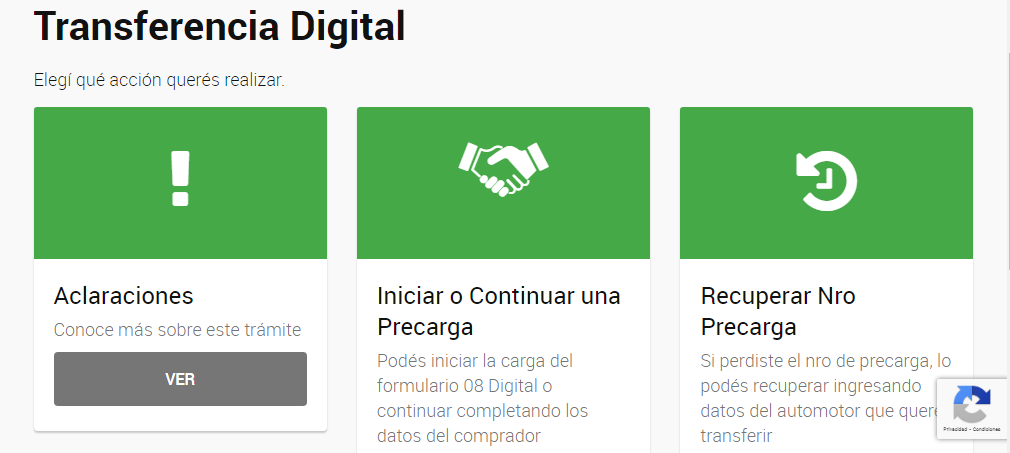 Transferencia Digital
Elegí qué acción querés realizar.
Aclaraciones
Conoce más sobre este trámite
VER
Iniciar o Continuar una
Precarga
Podés iniciar la carga del
formulario 08 Digital o
continuar completando los
datos del comprador
Recuperar Nro
Precarga
Si perdiste el nro de precarga, lo
podés recuperar ingresando
datos del automotor que quer
transferir
Privacidad - Condiciones